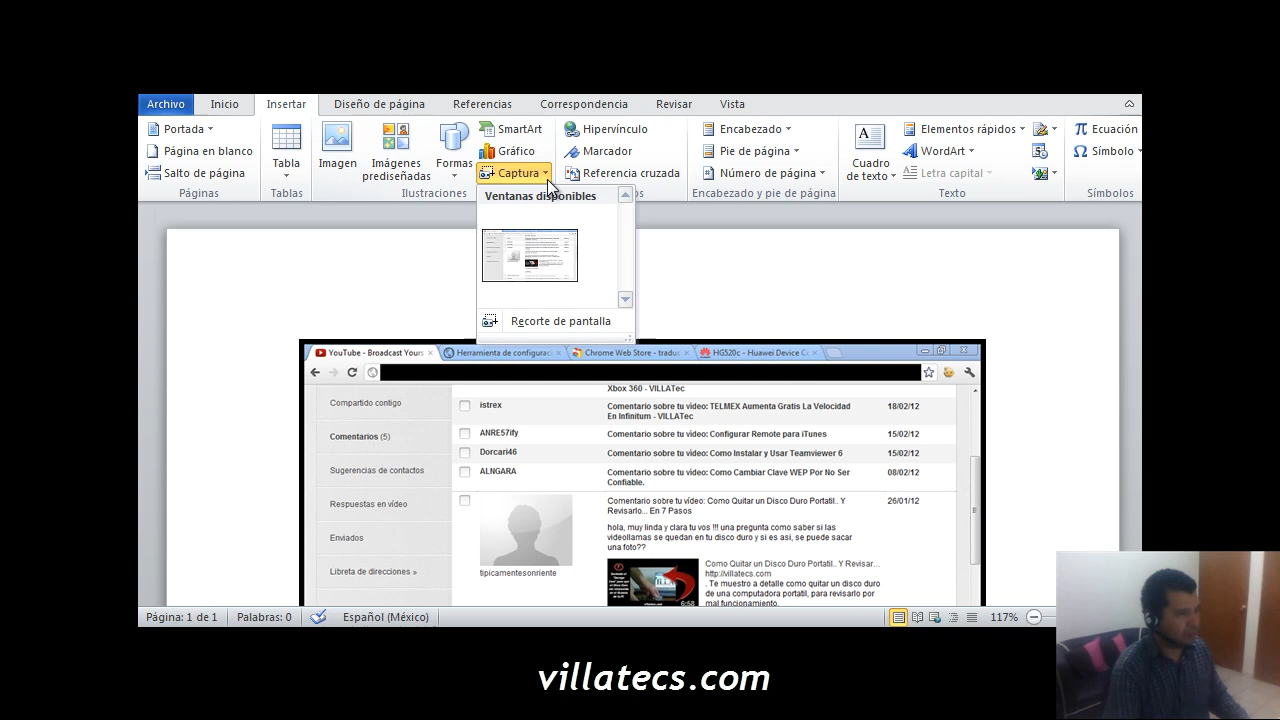 Archivo Inicio Insertar Diseño de página Referencias Correspondencia Revisar Vista
Portada
Página en blanco
Salto de página
Páginas
Tabla
Tablas
Imagen
Imágenes
prediseñadas
Formas
SmartArt
Gráfico
Captura
Ilustraciones
Hipervínculo
Marcador
Referencia cruzada
Encabezado
Pie de página
Número de página
Encabezado y pie de página
Cuadro
de texto
Elementos rápidos
WordArt
Letra capital
Texto
Ecuación
Símbolo
Símbolos
Ventanas disponibles
Recorte de pantalla
YouTube - Broadcast Yours
Herramienta de configuraci
Chrome Web Store - traduc
HG520c - Huawei Device Co
Compartido contigo
Comentarios (5)
Sugerencias de contactos
Respuestas en vídeo
Enviados
Libreta de direcciones »
Xbox 360 - VILLATec
istrex
Comentario sobre tu vídeo: TELMEX Aumenta Gratis La Velocidad
En Infinitum - VILLATec
18/02/12
ANRE57ify
Comentario sobre tu vídeo: Configurar Remote para iTunes
15/02/12
Dorcari46
Comentario sobre tu vídeo: Como Instalar y Usar Teamviewer 6
15/02/12
ALNGARA
Comentario sobre tu vídeo: Como Cambiar Clave WEP Por No Ser
Confiable.
08/02/12
tipicamentesonriente
Comentario sobre tu vídeo: Como Quitar un Disco Duro Portatil.. Y
Revisarlo... En 7 Pasos
26/01/12
hola, muy linda y clara tu vos !!! una pregunta como saber si las
videollamas se quedan en tu disco duro y si es asi, se puede sacar
una foto??
6:58
Como Quitar un Disco Duro Portatil.. Y Revisar...
http://villatecs.com
. Te muestro a detalle como quitar un disco duro
de una computadora portatil, para revisarlo por
mal funcionamiento.
Página: 1 de 1 Palabras: 0 Español (México) 117%
villatecs.com